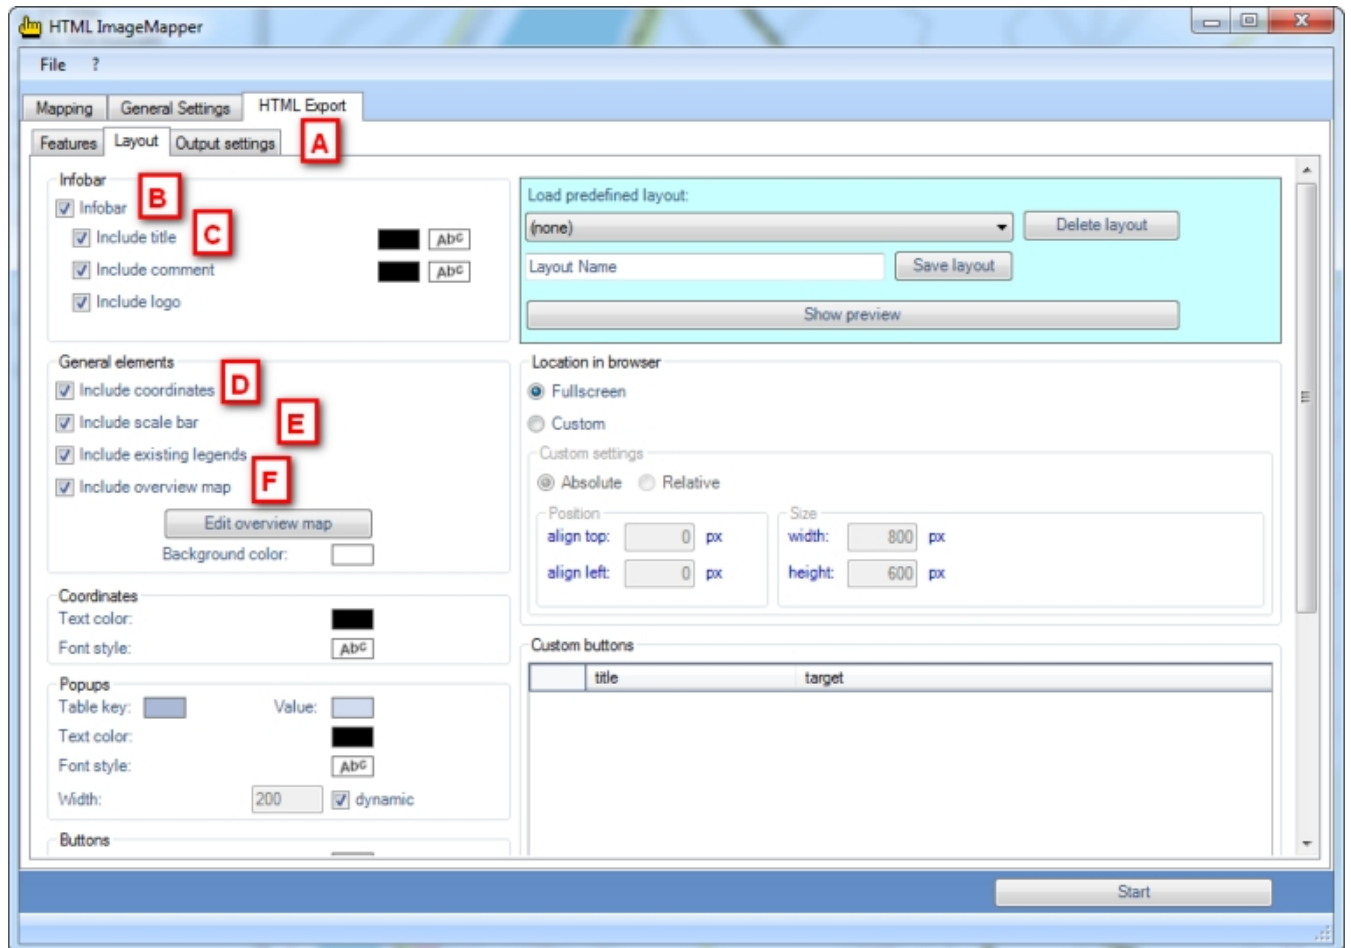 HTML ImageMapper
File ?
Mapping General Settings HTML Export
Features Layout Output settings A
Infobar
Infobar B
Include title C Abc
Include comment Abc
Include logo
Load predefined layout:
(none) Delete layout
Layout Name Save layout
Show preview
General elements
Include coordinates D
Include scale bar E
Include existing legends
Include overview map F
Edit overview map
Background color:
Location in browser
Fullscreen
Custom
Custom settings
Absolute Relative
Position
align top: 0 px
align left: 0 px
Size
width: 800 px
height: 600 px
Coordinates
Text color:
Font style: Abc
Popups
Table key: Value:
Text color:
Font style: Abc
Width: 200 dynamic
Buttons
Custom buttons
title target
Start